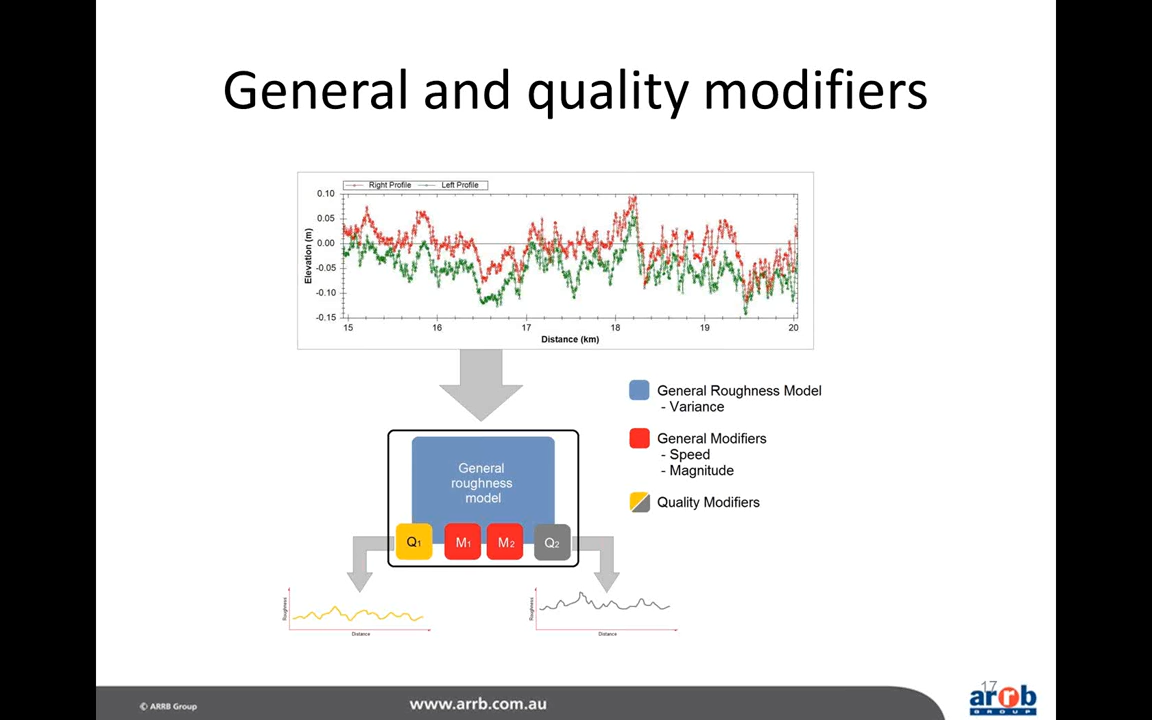 General and quality modifiers
Right Profile Left Profile
0.10
0.05
0.00
-0.05
-0.10
-0.15
Elevation (m)
15 16 17 18 19 20
Distance (km)
General Roughness Model
- Variance
General Modifiers
- Speed
- Magnitude
Quality Modifiers
General
roughness
model
Q1 M1 M2 Q2
Roughness
Distance
Roughness
Distance
© ARRB Group
www.arrb.com.au
17
arrb
GROUP